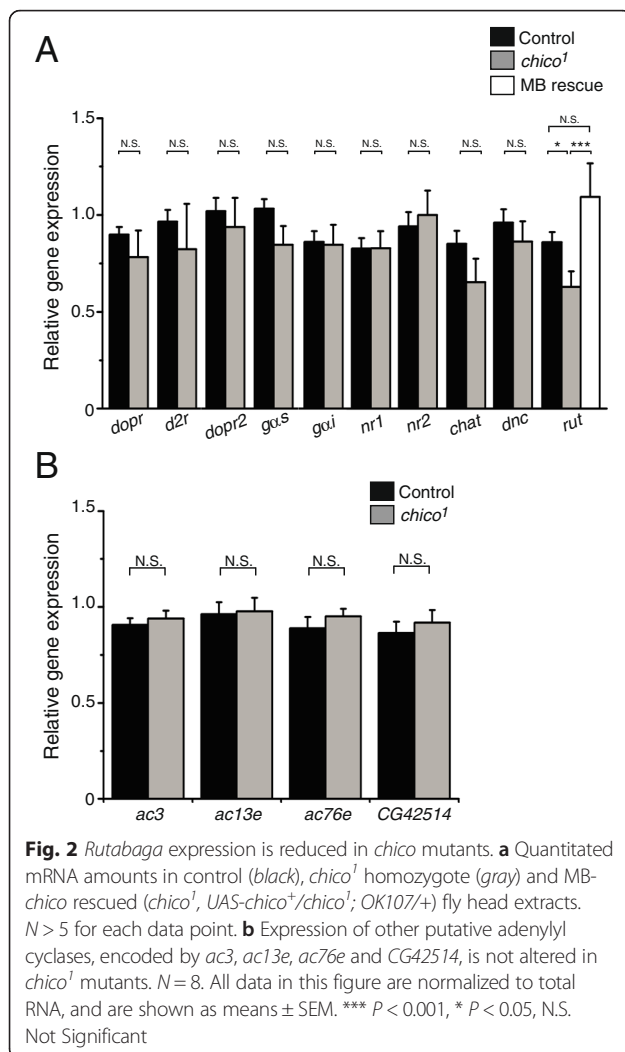 A
Control
chico1
MB rescue
Relative gene expression
1.5
1.0
0.5
0
N.S.
N.S. N.S. N.S. N.S. N.S. N.S. N.S. N.S. N.S. * ***
dopr d2r dopr2 gα.s gα.i nr1 nr2 chat dnc rut
B
Control
chico1
Relative gene expression
1.5
1.0
0.5
0
N.S. N.S. N.S. N.S.
ac3 ac13e ac76e CG42514
Fig. 2 Rutabaga expression is reduced in chico mutants. a Quantitated
mRNA amounts in control (black), chico1 homozygote (gray) and MB-
chico rescued (chico1, UAS-chico+/chico1; OK107/+) fly head extracts.
N > 5 for each data point. b Expression of other putative adenylyl
cyclases, encoded by ac3, ac13e, ac76e and CG42514, is not altered in
chico1 mutants. N = 8. All data in this figure are normalized to total
RNA, and are shown as means ± SEM. *** P < 0.001, * P < 0.05, N.S.
Not Significant